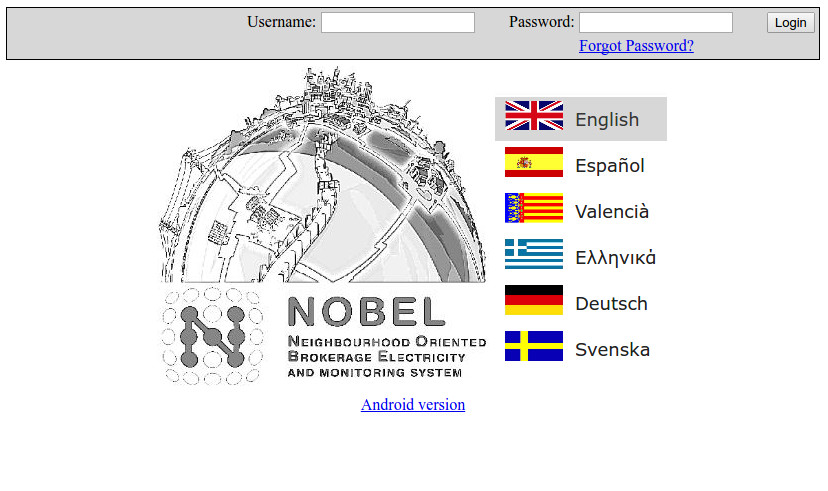 Username: Password: Login
Forgot Password?
English
Español
Valencià
Ελληνικά
Deutsch
Svenska
NOBEL
NEIGHBOURHOOD ORIENTED
BROKERAGE ELECTRICITY
AND MONITORING SYSTEM
Android version